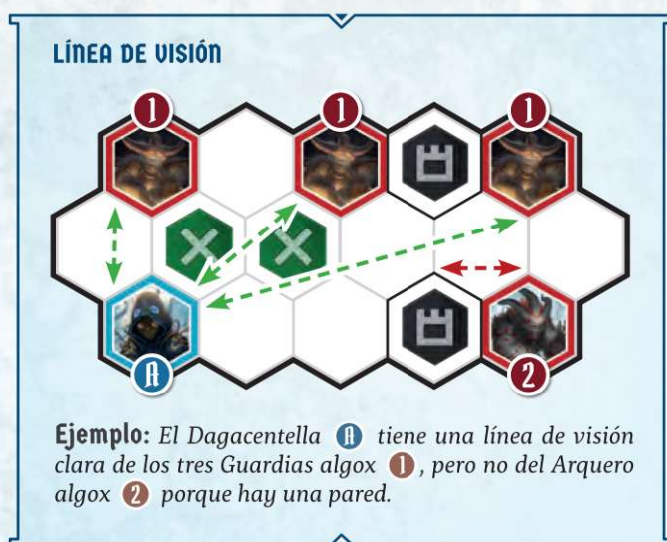 LÍNEA DE VISIÓN
1 1 1
A
2
Ejemplo: El Dagacentella A tiene una línea de visión
clara de los tres Guardias algox 1, pero no del Arquero
algox 2 porque hay una pared.